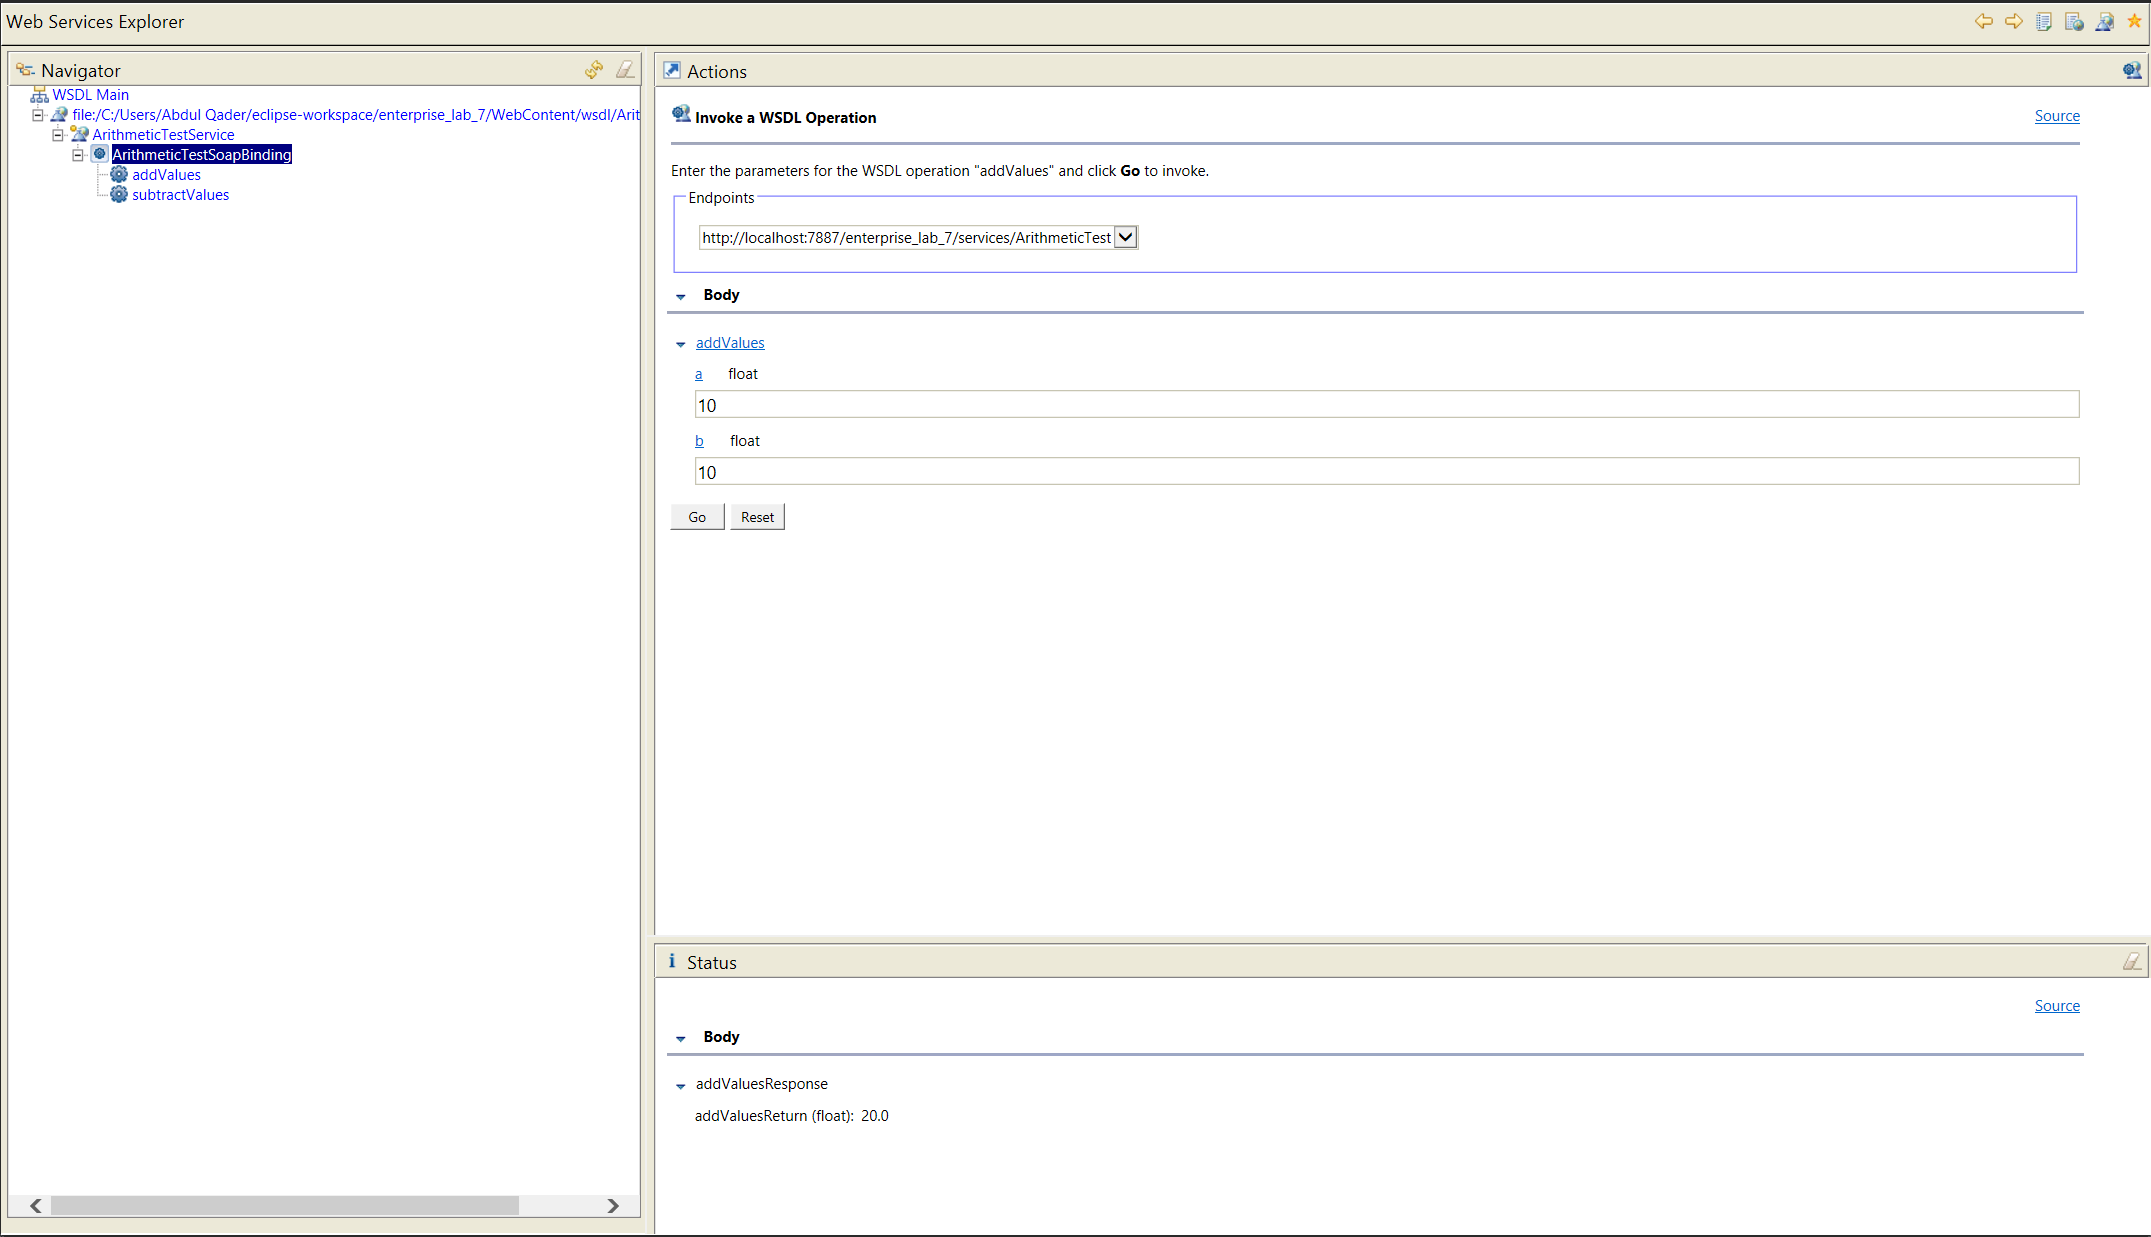 Web Services Explorer
Navigator
WSDL Main
file:/C:/Users/Abdul Qader/eclipse-workspace/enterprise_lab_7/WebContent/wsdl/Arit
ArithmeticTestService
ArithmeticTestSoapBinding
addValues
subtractValues
Actions
Invoke a WSDL Operation
Source
Enter the parameters for the WSDL operation "addValues" and click Go to invoke.
Endpoints
http://localhost:7887/enterprise_lab_7/services/ArithmeticTest
Body
addValues
a float
10
b float
10
Go Reset
i Status
Source
Body
addValuesResponse
addValuesReturn (float): 20.0